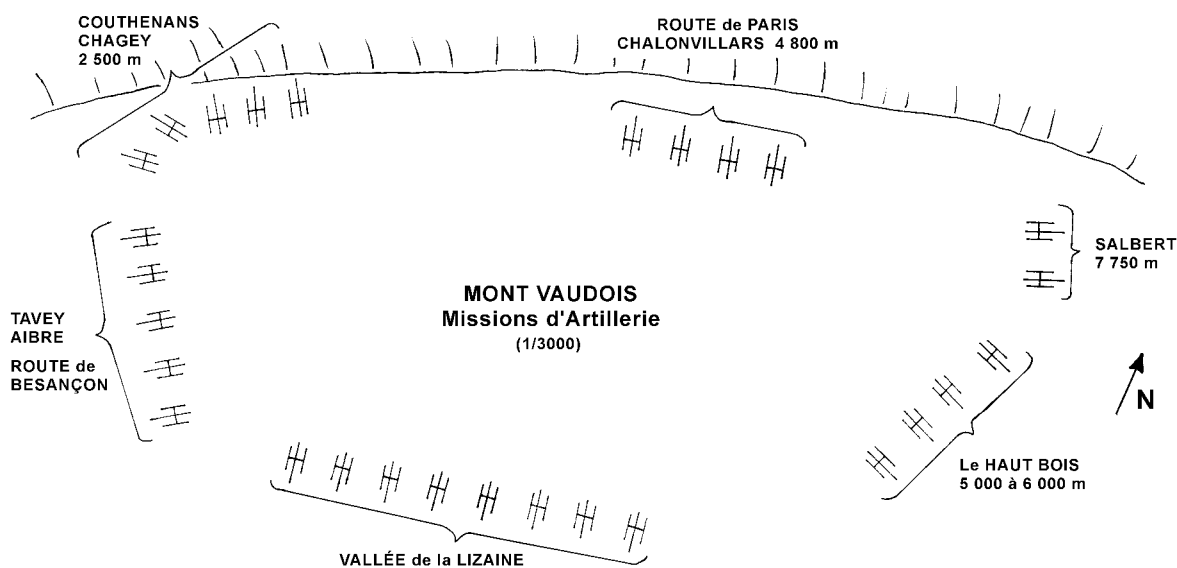 COUTHENANS
CHAGEY
2 500 m
ROUTE de PARIS
CHALONVILLARS 4 800 m
SALBERT
7 750 m
MONT VAUDOIS
Missions d'Artillerie
(1/3000)
TAVEY
AIBRE
ROUTE de
BESANÇON
N
Le HAUT BOIS
5 000 à 6 000 m
VALLÉE de la LIZAINE